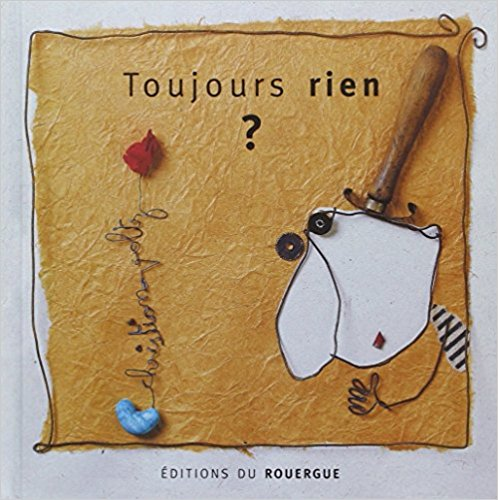 Toujours rien
?
christian voltz
ÉDITIONS DU ROUERGUE